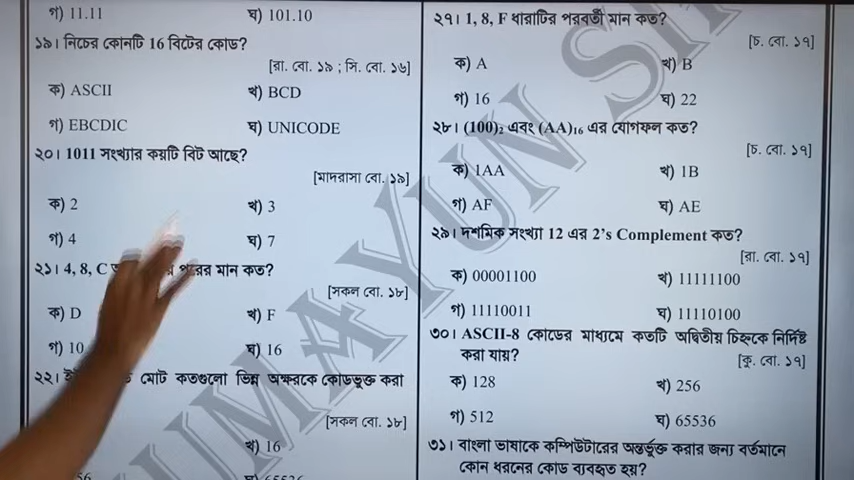 গ) 11.11 ঘ) 101.10
১৯। নিচের কোনটি 16 বিটের কোড?
[রা. বো. ১৯ ; সি. বো. ১৬]
ক) ASCII খ) BCD
গ) EBCDIC ঘ) UNICODE
২০। 1011 সংখ্যার কয়টি বিট আছে?
[মাদরাসা বো. ১৯]
ক) 2 খ) 3
গ) 4 ঘ) 7
২১। 4, 8, C পরের মান কত?
[সকল বো. ১৮]
ক) D খ) F
গ) 10 ঘ) 16
২২। মোট কতগুলো ভিন্ন অক্ষরকে কোডভুক্ত করা
[সকল বো. ১৮]
খ) 16
২৭। 1, 8, F ধারাটির পরবর্তী মান কত?
[চ. বো. ১৭]
ক) A খ) B
গ) 16 ঘ) 22
২৮। (100)₂ এবং (AA)₁₆ এর যোগফল কত?
[চ. বো. ১৭]
ক) 1AA খ) 1B
গ) AF ঘ) AE
২৯। দশমিক সংখ্যা 12 এর 2's Complement কত?
[রা. বো. ১৭]
ক) 00001100 খ) 11111100
গ) 11110011 ঘ) 11110100
৩০। ASCII-8 কোডের মাধ্যমে কতটি অদ্বিতীয় চিহ্নকে নির্দিষ্ট
করা যায়?
[কু. বো. ১৭]
ক) 128 খ) 256
গ) 512 ঘ) 65536
৩১। বাংলা ভাষাকে কম্পিউটারের অন্তর্ভুক্ত করার জন্য বর্তমানে
কোন ধরনের কোড ব্যবহৃত হয়?